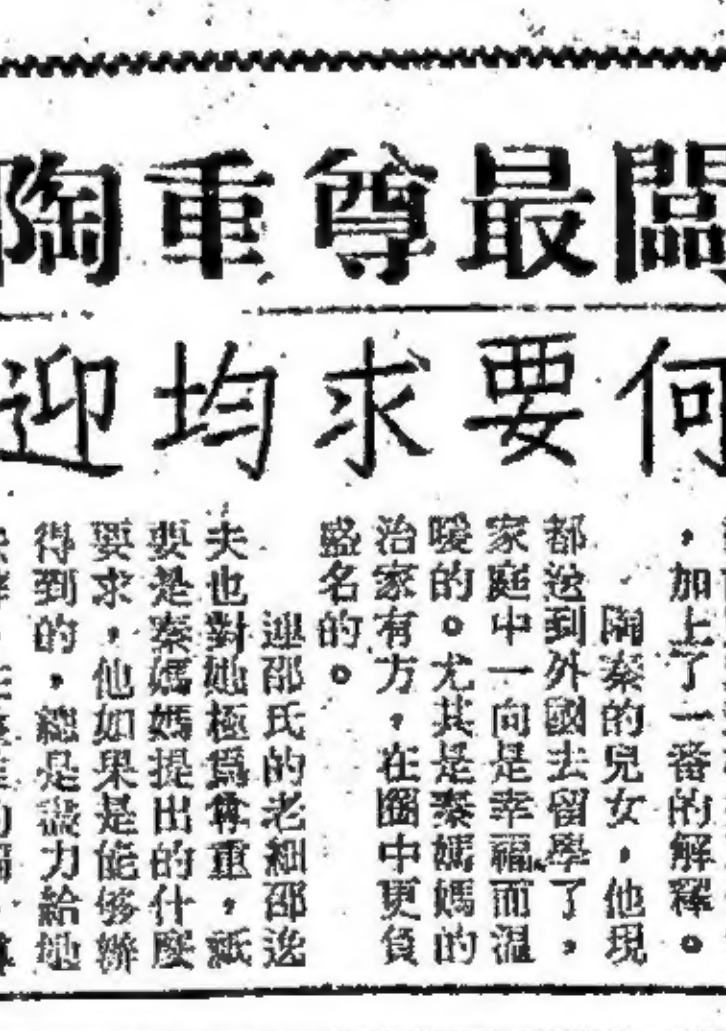 闆最尊重陶
何要求均迎
，加上了一番的解釋。
陶秦的兒女，他現
都送到外國去留學了，
家庭中一向是幸福而溫
暖的。尤其是秦媽媽的
治家有方，在圈中更負
盛名的。
連邵氏的老細邵逸
夫也對她極爲尊重，祇
要是秦媽媽提出的什麽
要求，他如果是能够辦
得到的，總是盡力給她